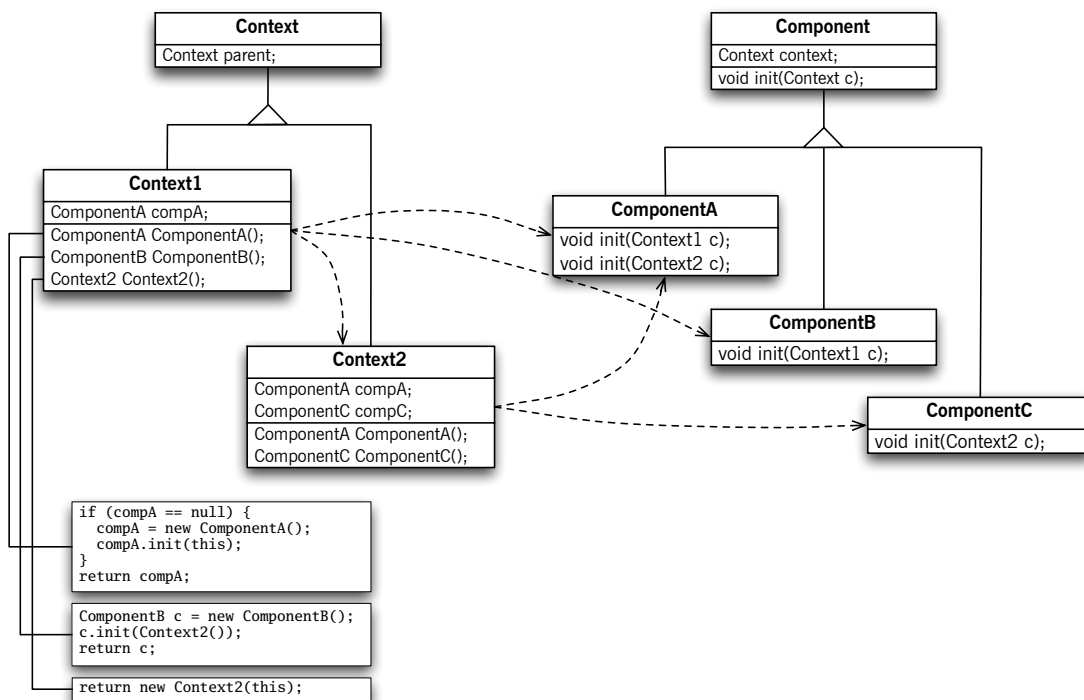 Context
Context parent;
Component
Context context;
void init(Context c);
Context1
ComponentA compA;
ComponentA ComponentA();
ComponentB ComponentB();
Context2 Context2();
ComponentA
void init(Context1 c);
void init(Context2 c);
ComponentB
void init(Context1 c);
Context2
ComponentA compA;
ComponentC compC;
ComponentA ComponentA();
ComponentC ComponentC();
ComponentC
void init(Context2 c);
if (compA == null) {
  compA = new ComponentA();
  compA.init(this);
}
return compA;
ComponentB c = new ComponentB();
c.init(Context2());
return c;
return new Context2(this);